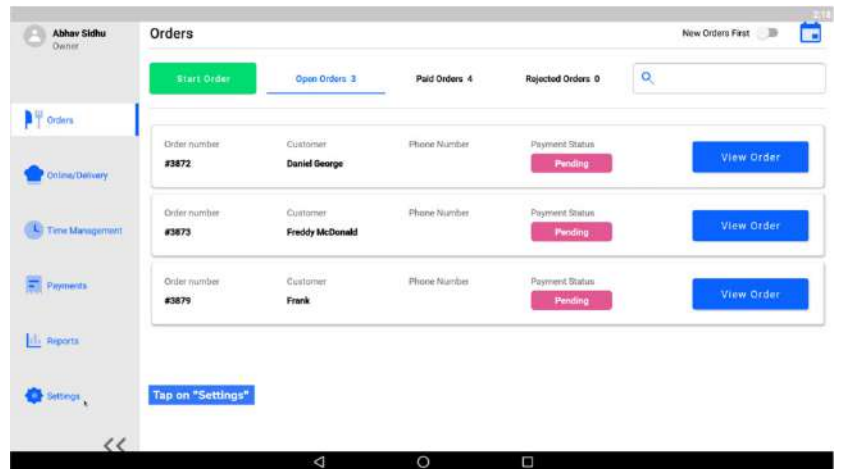 2:18
Abhav Sidhu
Owner
Orders
New Orders First
Start Order
Open Orders 3
Paid Orders 4
Rejected Orders 0
Orders
Online/Delivery
Time Management
Payments
Reports
Settings
Order number
Customer
Phone Number
Payment Status
#3872
Daniel George
Pending
View Order
Order number
Customer
Phone Number
Payment Status
#3873
Freddy McDonald
Pending
View Order
Order number
Customer
Phone Number
Payment Status
#3879
Frank
Pending
View Order
Tap on "Settings"